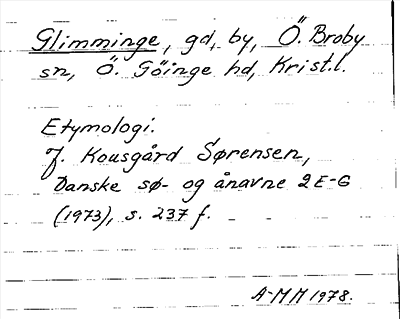 Glimminge, gd, by, Ö. Broby
sn, Ö. Göinge hd, Krist.l.
Etymologi.
J. Kousgård Sørensen,
Danske sø- og ånavne 2 E-G
(1973), s. 237 f.
A-MM 1978.